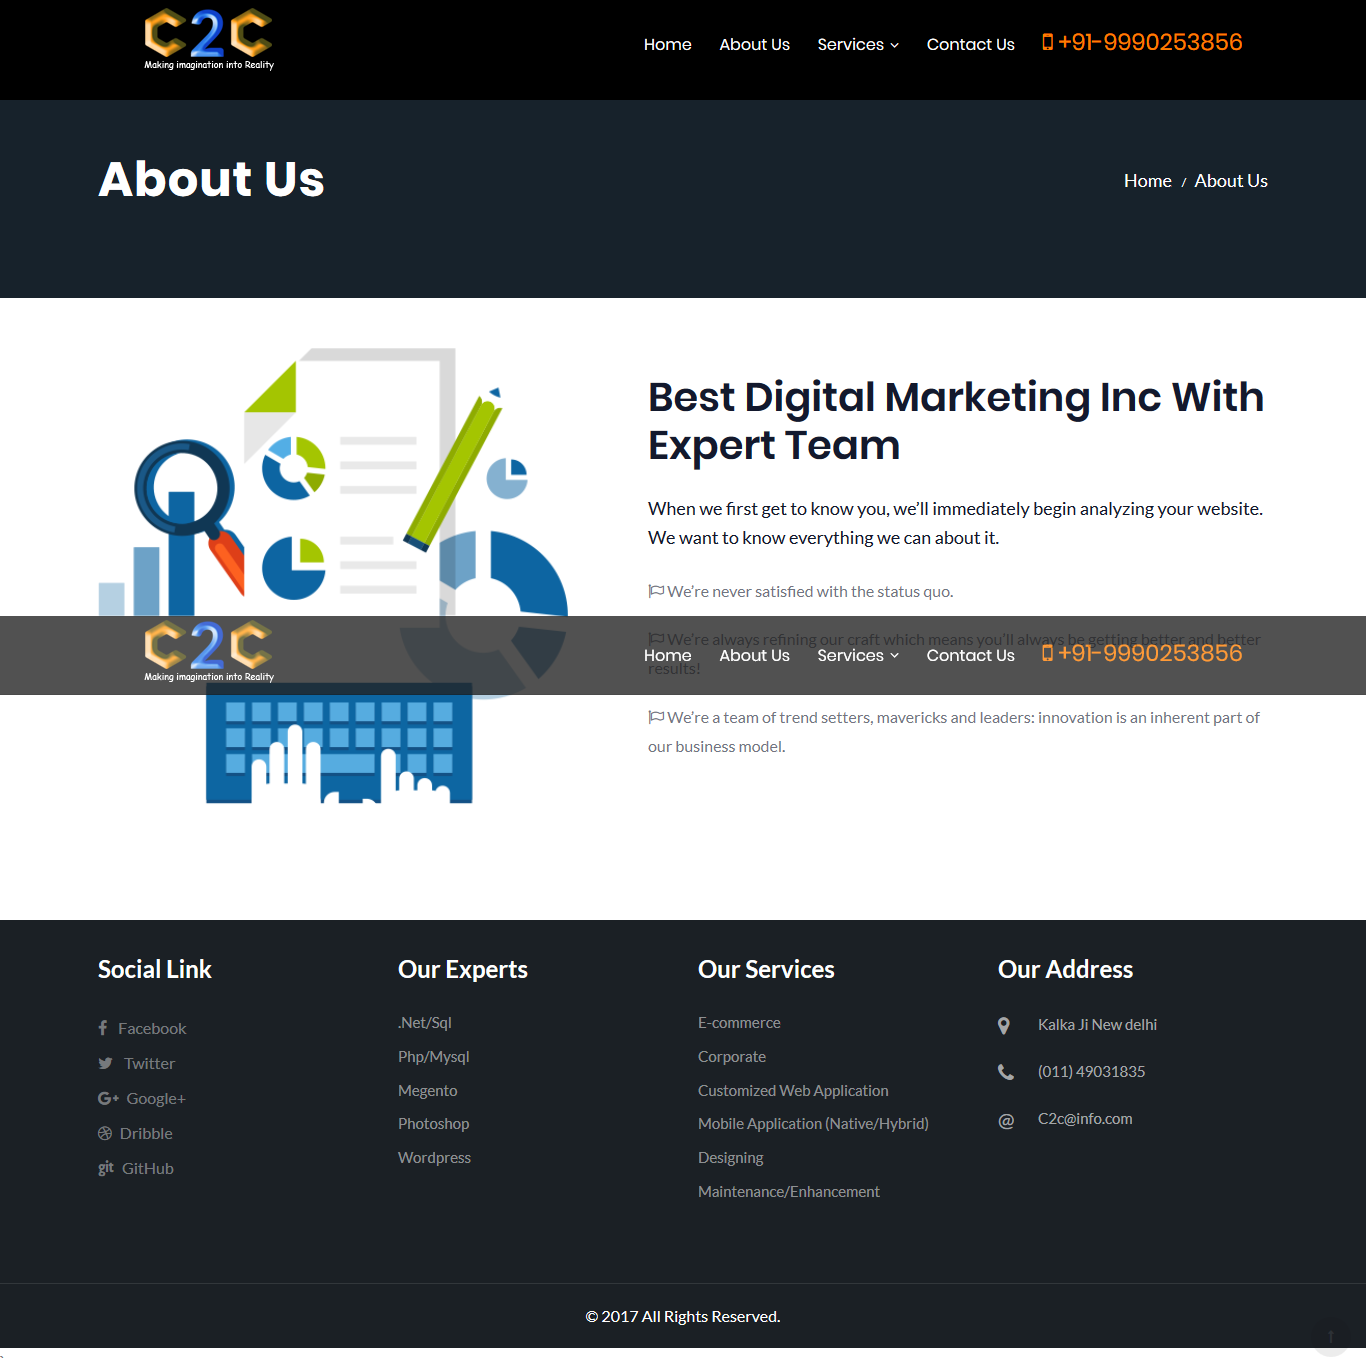 C2C
Making imagination into Reality
Home About Us Services Contact Us +91-9990253856
About Us
Home / About Us
Best Digital Marketing Inc With
Expert Team
When we first get to know you, we’ll immediately begin analyzing your website.
We want to know everything we can about it.
We’re never satisfied with the status quo.
We’re always refining our craft which means you’ll always be getting better and better
results!
C2C
Making imagination into Reality
Home About Us Services Contact Us +91-9990253856
We’re a team of trend setters, mavericks and leaders: innovation is an inherent part of
our business model.
Social Link
Facebook
Twitter
Google+
Dribble
git GitHub
Our Experts
.Net/Sql
Php/Mysql
Megento
Photoshop
Wordpress
Our Services
E-commerce
Corporate
Customized Web Application
Mobile Application (Native/Hybrid)
Designing
Maintenance/Enhancement
Our Address
Kalka Ji New delhi
(011) 49031835
@ C2c@info.com
© 2017 All Rights Reserved.